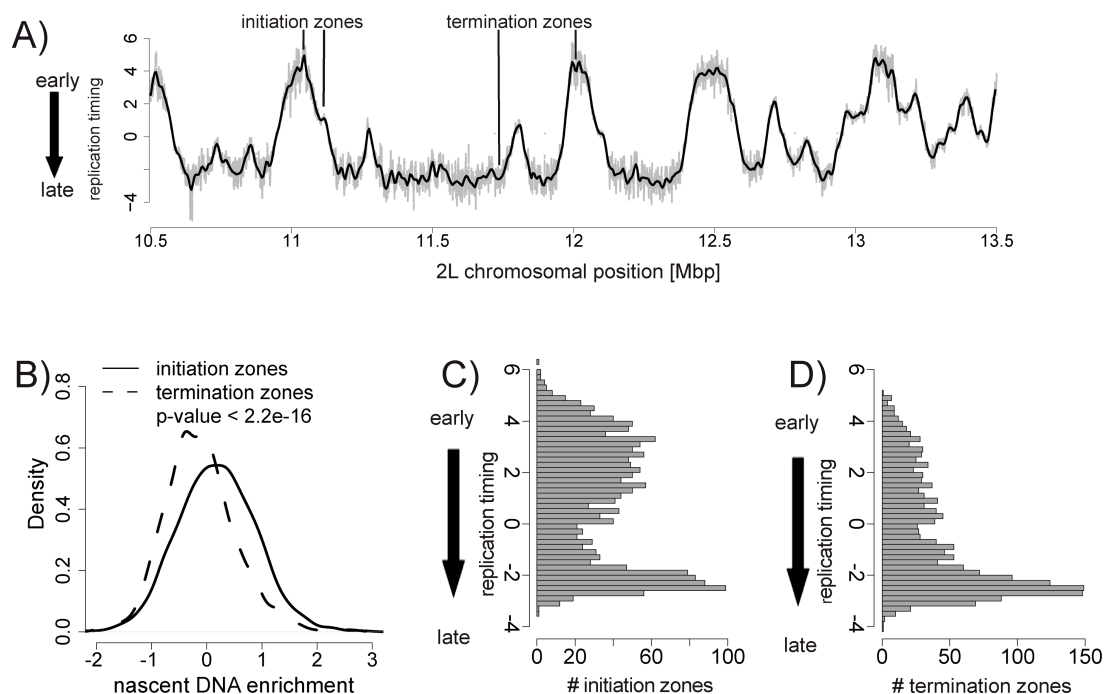 A)
initiation zones
termination zones
early
late
replication timing
6
4
2
0
−4
10.5
11
11.5
12
12.5
13
13.5
2L chromosomal position [Mbp]
B)
initiation zones
termination zones
p-value < 2.2e-16
Density
0.8
0.6
0.4
0.2
0.0
-2
-1
0
1
2
3
nascent DNA enrichment
C)
early
late
replication timing
6
4
2
0
-2
-4
0
20
60
100
# initiation zones
D)
early
late
replication timing
6
4
2
0
-2
-4
0
50
100
150
# termination zones